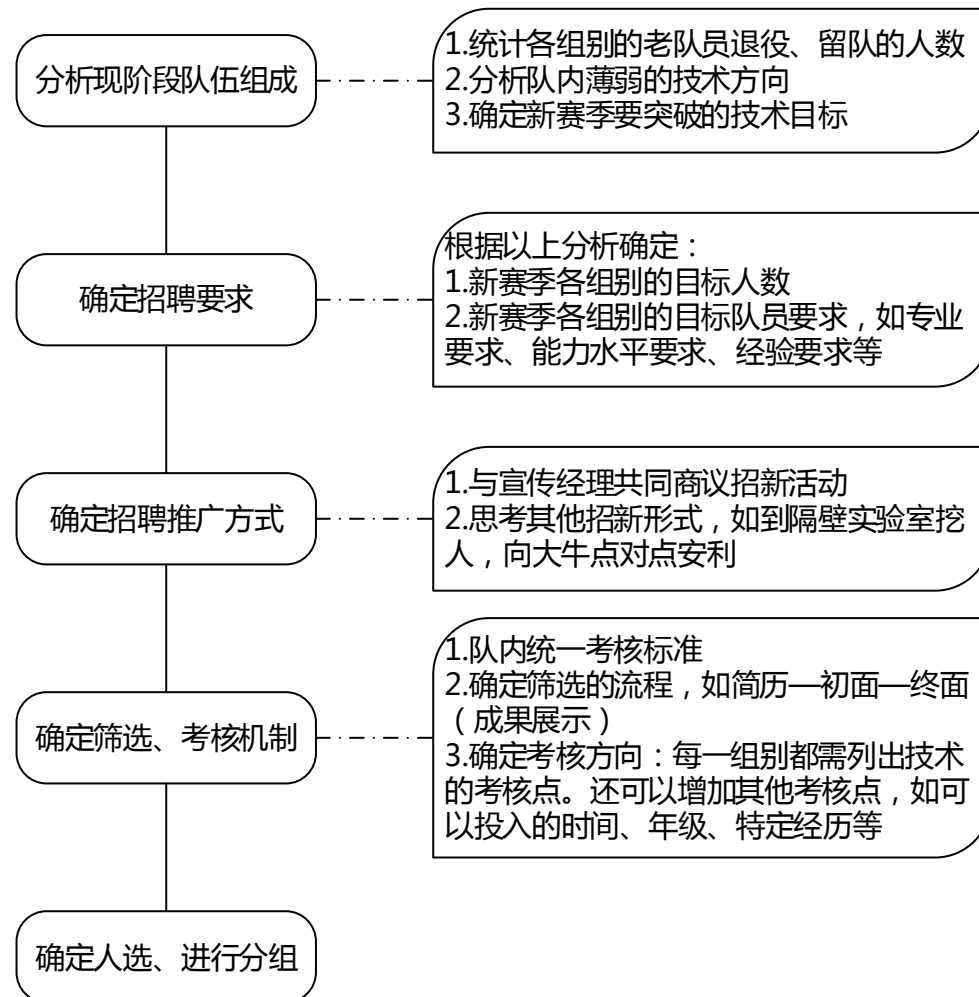 分析现阶段队伍组成
1.统计各组别的老队员退役、留队的人数
2.分析队内薄弱的技术方向
3.确定新赛季要突破的技术目标
确定招聘要求
根据以上分析确定：
1.新赛季各组别的目标人数
2.新赛季各组别的目标队员要求，如专业
要求、能力水平要求、经验要求等
确定招聘推广方式
1.与宣传经理共同商议招新活动
2.思考其他招新形式，如到隔壁实验室挖
人，向大牛点对点安利
确定筛选、考核机制
1.队内统一考核标准
2.确定筛选的流程，如简历—初面—终面
（成果展示）
3.确定考核方向：每一组别都需列出技术
的考核点。还可以增加其他考核点，如可
以投入的时间、年级、特定经历等
确定人选、进行分组